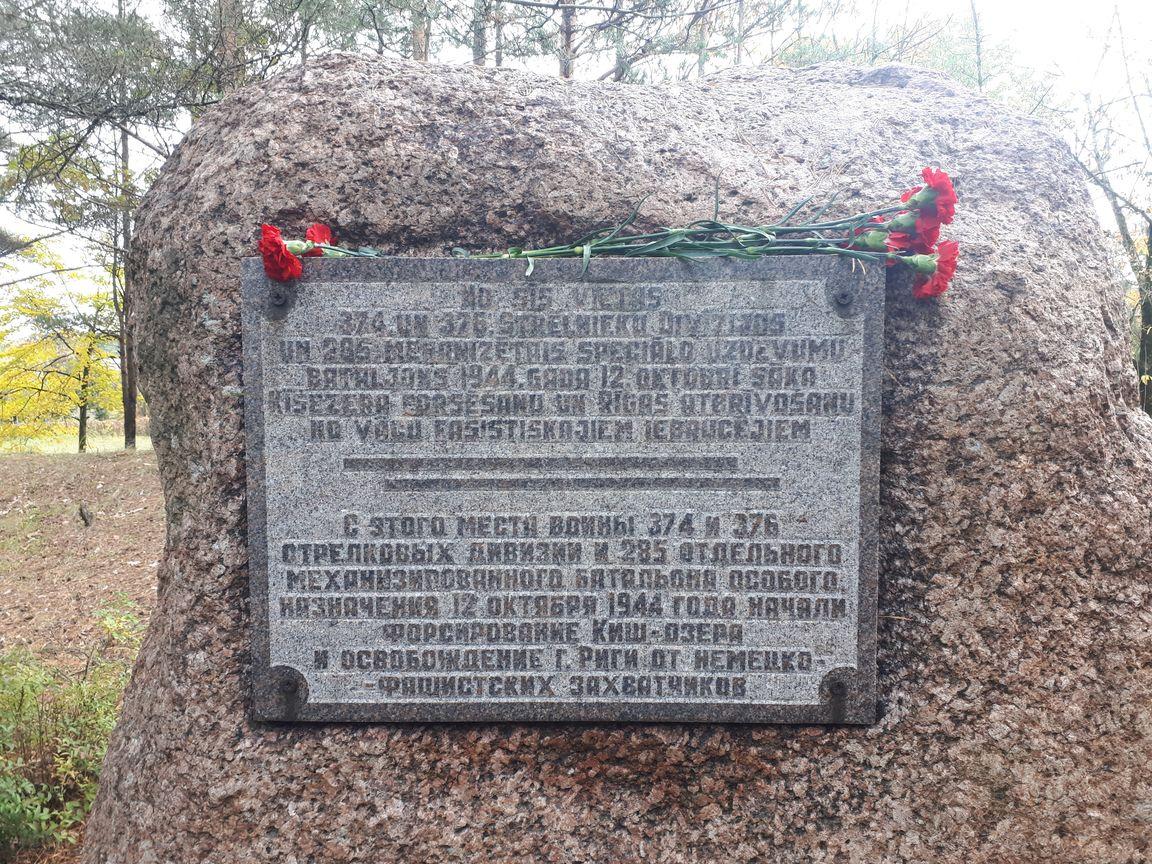 NO ŠĪS VIETAS
374. UN 376. STRĒLNIEKU DIVĪZIJAS
UN 285. MEHANIZĒTAIS SPECIĀLO UZDEVUMU
BATALJONS 1944. GADA 12. OKTOBRĪ SĀKA
ĶĪŠEZERA FORSĒŠANU UN RĪGAS ATBRĪVOŠANU
NO VĀCU FAŠISTISKAJIEM IEBRUCĒJIEM
С ЭТОГО МЕСТА ВОИНЫ 374 И 376
СТРЕЛКОВЫХ ДИВИЗИЙ И 285 ОТДЕЛЬНОГО
МЕХАНИЗИРОВАННОГО БАТАЛЬОНА ОСОБОГО
НАЗНАЧЕНИЯ 12 ОКТЯБРЯ 1944 ГОДА НАЧАЛИ
ФОРСИРОВАНИЕ КИШ-ОЗЕРА
И ОСВОБОЖДЕНИЕ Г. РИГИ ОТ НЕМЕЦКО-
-ФАШИСТСКИХ ЗАХВАТЧИКОВ